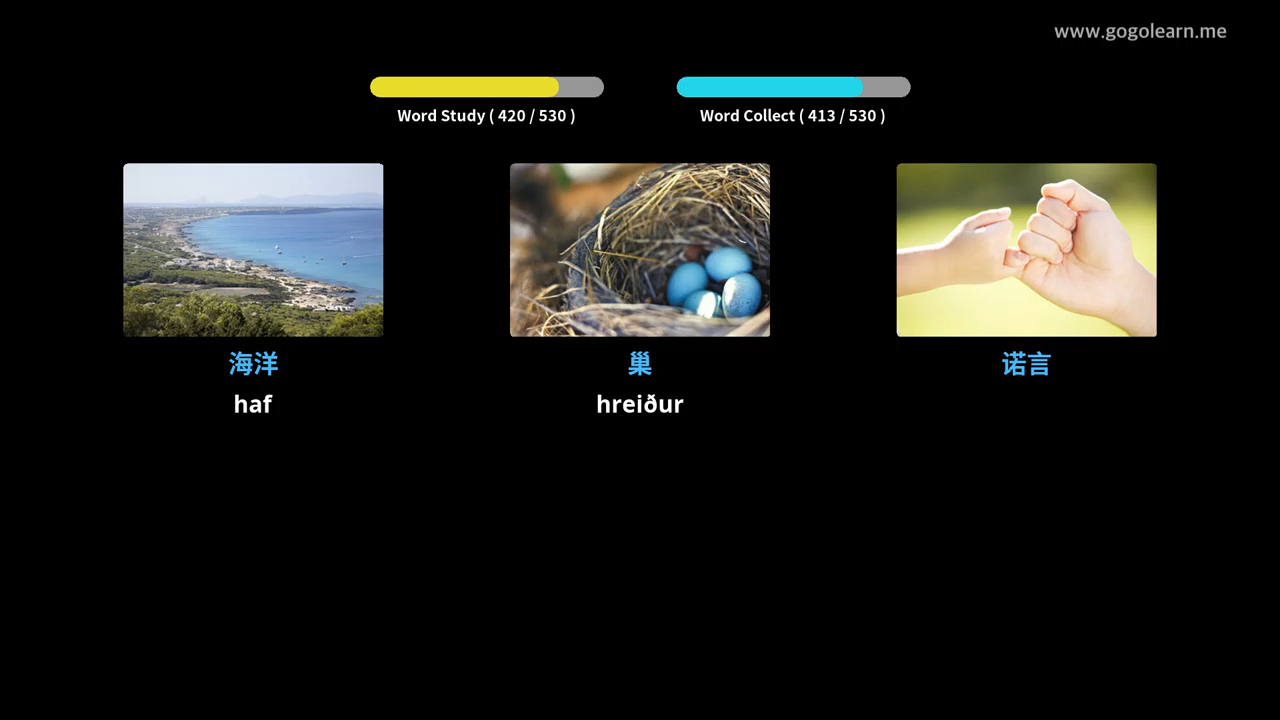 www.gogolearn.me
Word Study ( 420 / 530 )
Word Collect ( 413 / 530 )
海洋
haf
巢
hreiður
诺言